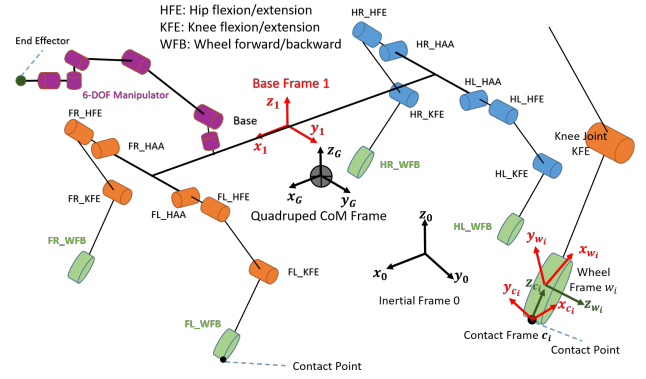 HFE: Hip flexion/extension
KFE: Knee flexion/extension
WFB: Wheel forward/backward
End Effector
6-DOF Manipulator
HR_HFE
HR_HAA
Base Frame 1
z1
Base
x1
y1
HL_HAA
HL_HFE
HR_KFE
Knee Joint
KFE
FR_HFE
FR_HAA
HR_WFB
zG
xG
yG
Quadruped CoM Frame
HL_KFE
FR_KFE
FL_HAA
FL_HFE
FR_WFB
z0
x0
y0
Inertial Frame 0
HL_WFB
ywi
xwi
Wheel
Frame wi
zwi
zci
yci
xci
Contact Frame ci
Contact Point
FL_KFE
FL_WFB
Contact Point